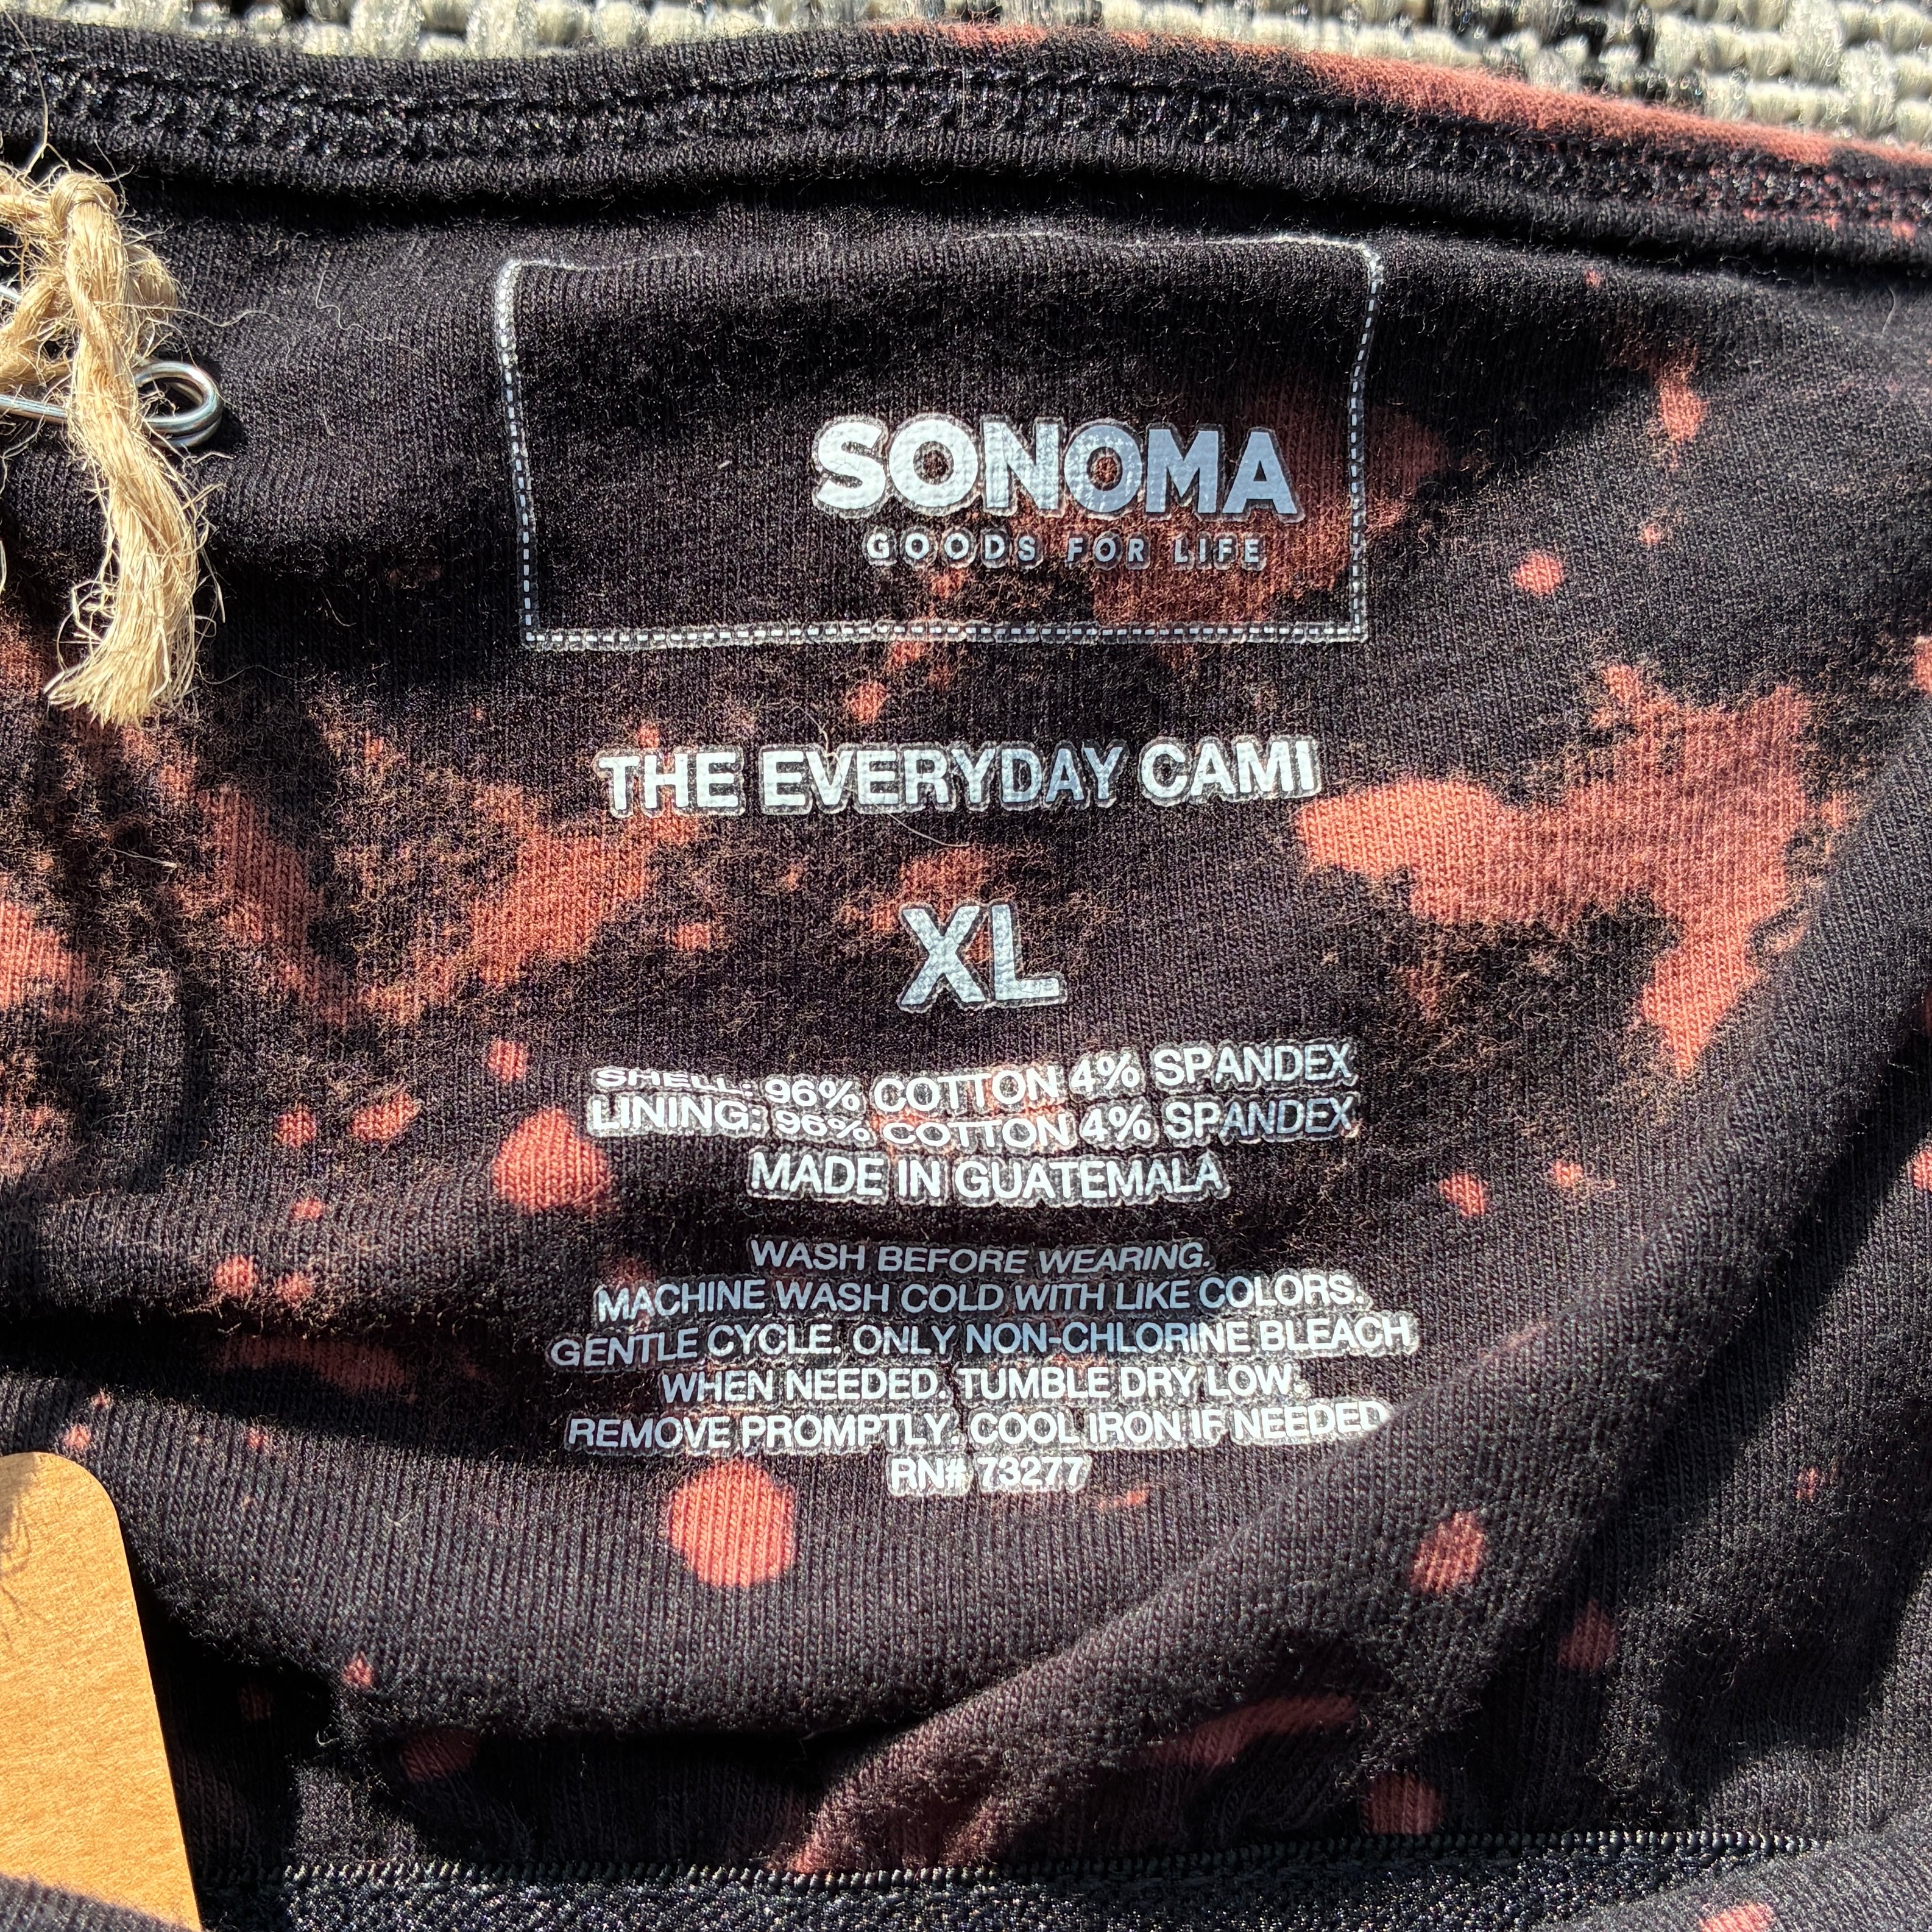 SONOMA
GOODS FOR LIFE
THE EVERYDAY CAMI
XL
SHELL: 96% COTTON 4% SPANDEX
LINING: 96% COTTON 4% SPANDEX
MADE IN GUATEMALA
WASH BEFORE WEARING.
MACHINE WASH COLD WITH LIKE COLORS.
GENTLE CYCLE. ONLY NON-CHLORINE BLEACH
WHEN NEEDED. TUMBLE DRY LOW.
REMOVE PROMPTLY. COOL IRON IF NEEDED
RN# 73277